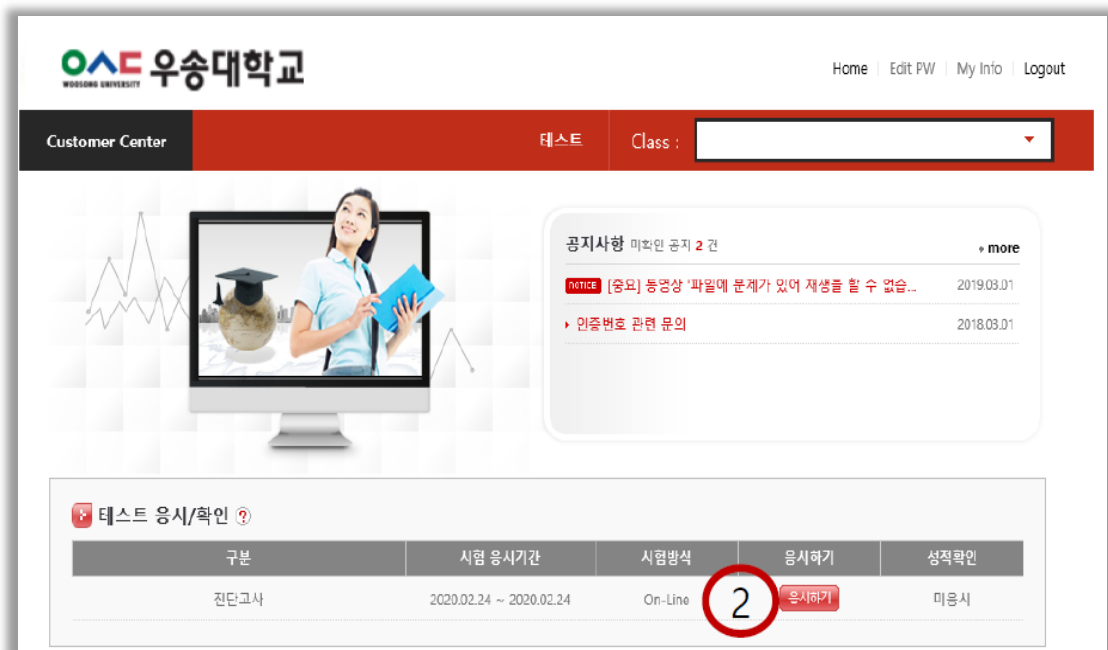 우송대학교
WOOSONG UNIVERSITY
Home | Edit PW | My Info | Logout
Customer Center
테스트
Class :
공지사항 미확인 공지 2 건
more
NOTICE [중요] 동영상 '파일에 문제가 있어 재생을 할 수 없습... 2019.03.01
인증번호 관련 문의 2018.03.01
테스트 응시/확인 ?
구분 시험 응시기간 시험방식 응시하기 성적확인
진단고사 2020.02.24 ~ 2020.02.24 On-Line 2 응시하기 미응시